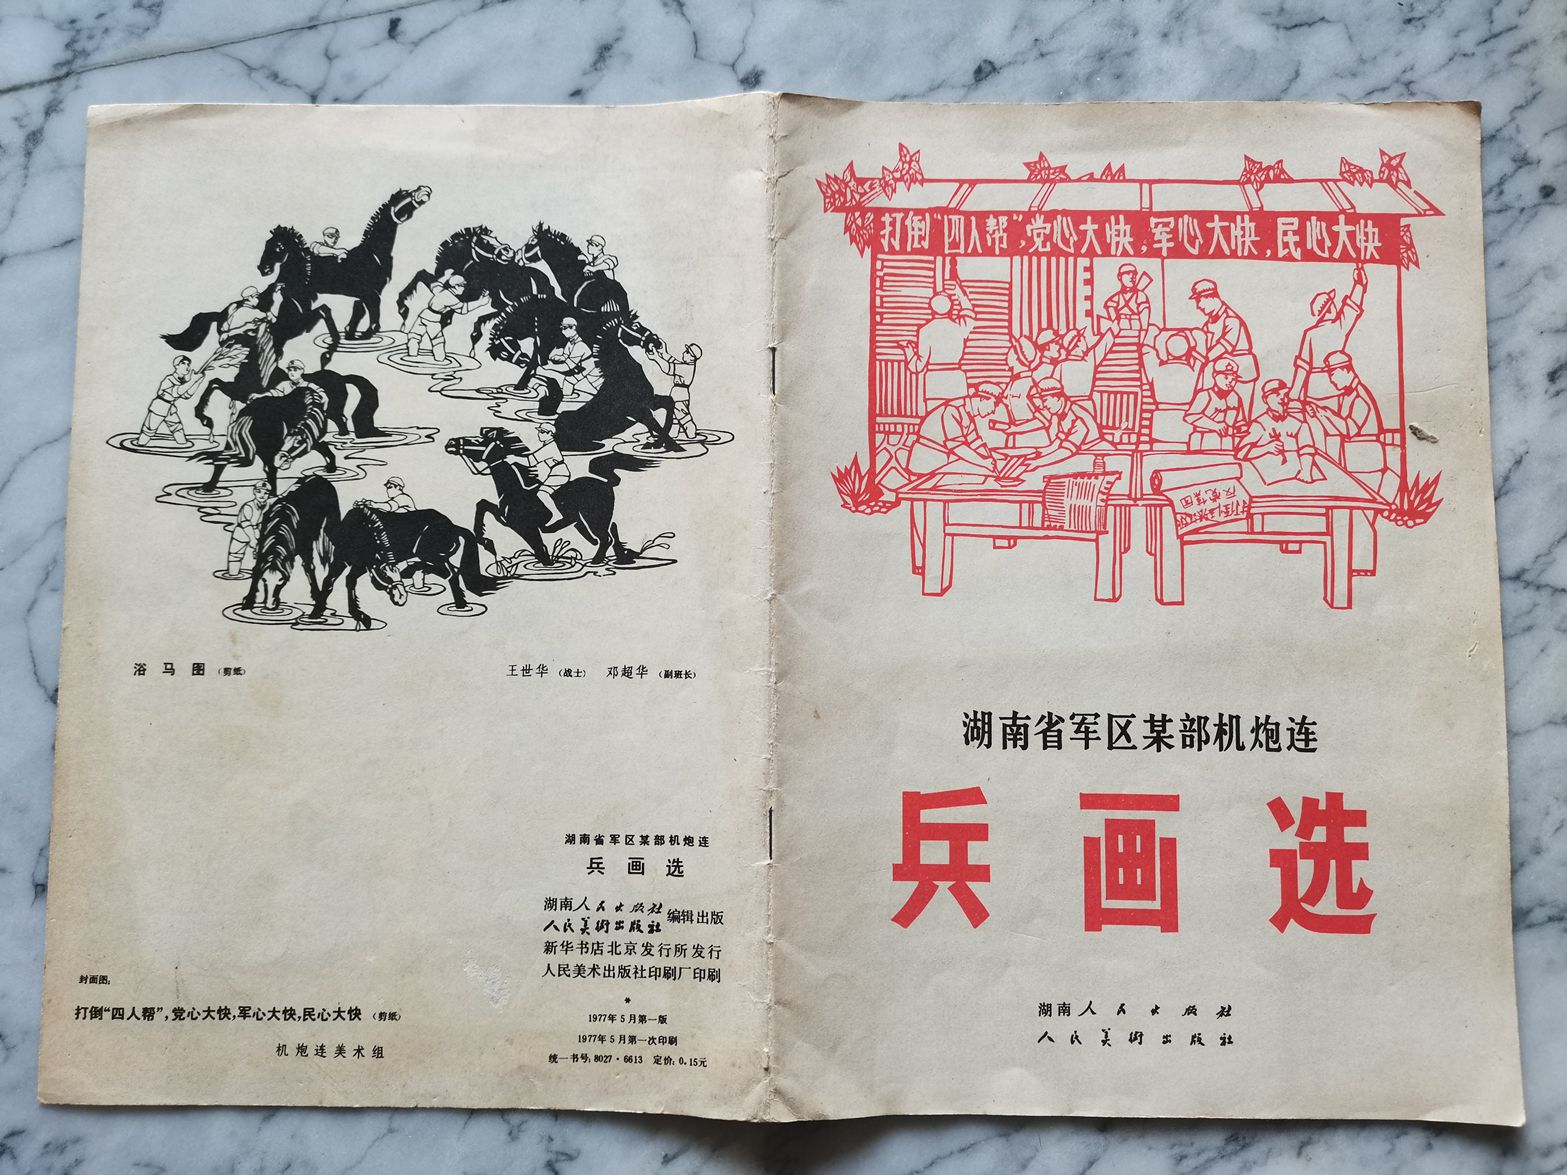 浴马图（剪纸）
王世华（战士） 邓超华（副班长）
湖南省军区某部机炮连
兵画选
湖南人民出版社
人民美术出版社
编辑出版
新华书店北京发行所发行
人民美术出版社印刷厂印刷
*
1977年5月第一版
1977年5月第一次印刷
统一书号：8027·6613 定价：0.15元
封面图：
打倒“四人帮”，党心大快，军心大快，民心大快（剪纸）
机炮连美术组
打倒“四人帮”，党心大快，军心大快，民心大快
反党集团
湖南省军区某部机炮连
兵画选
湖南人民出版社
人民美术出版社